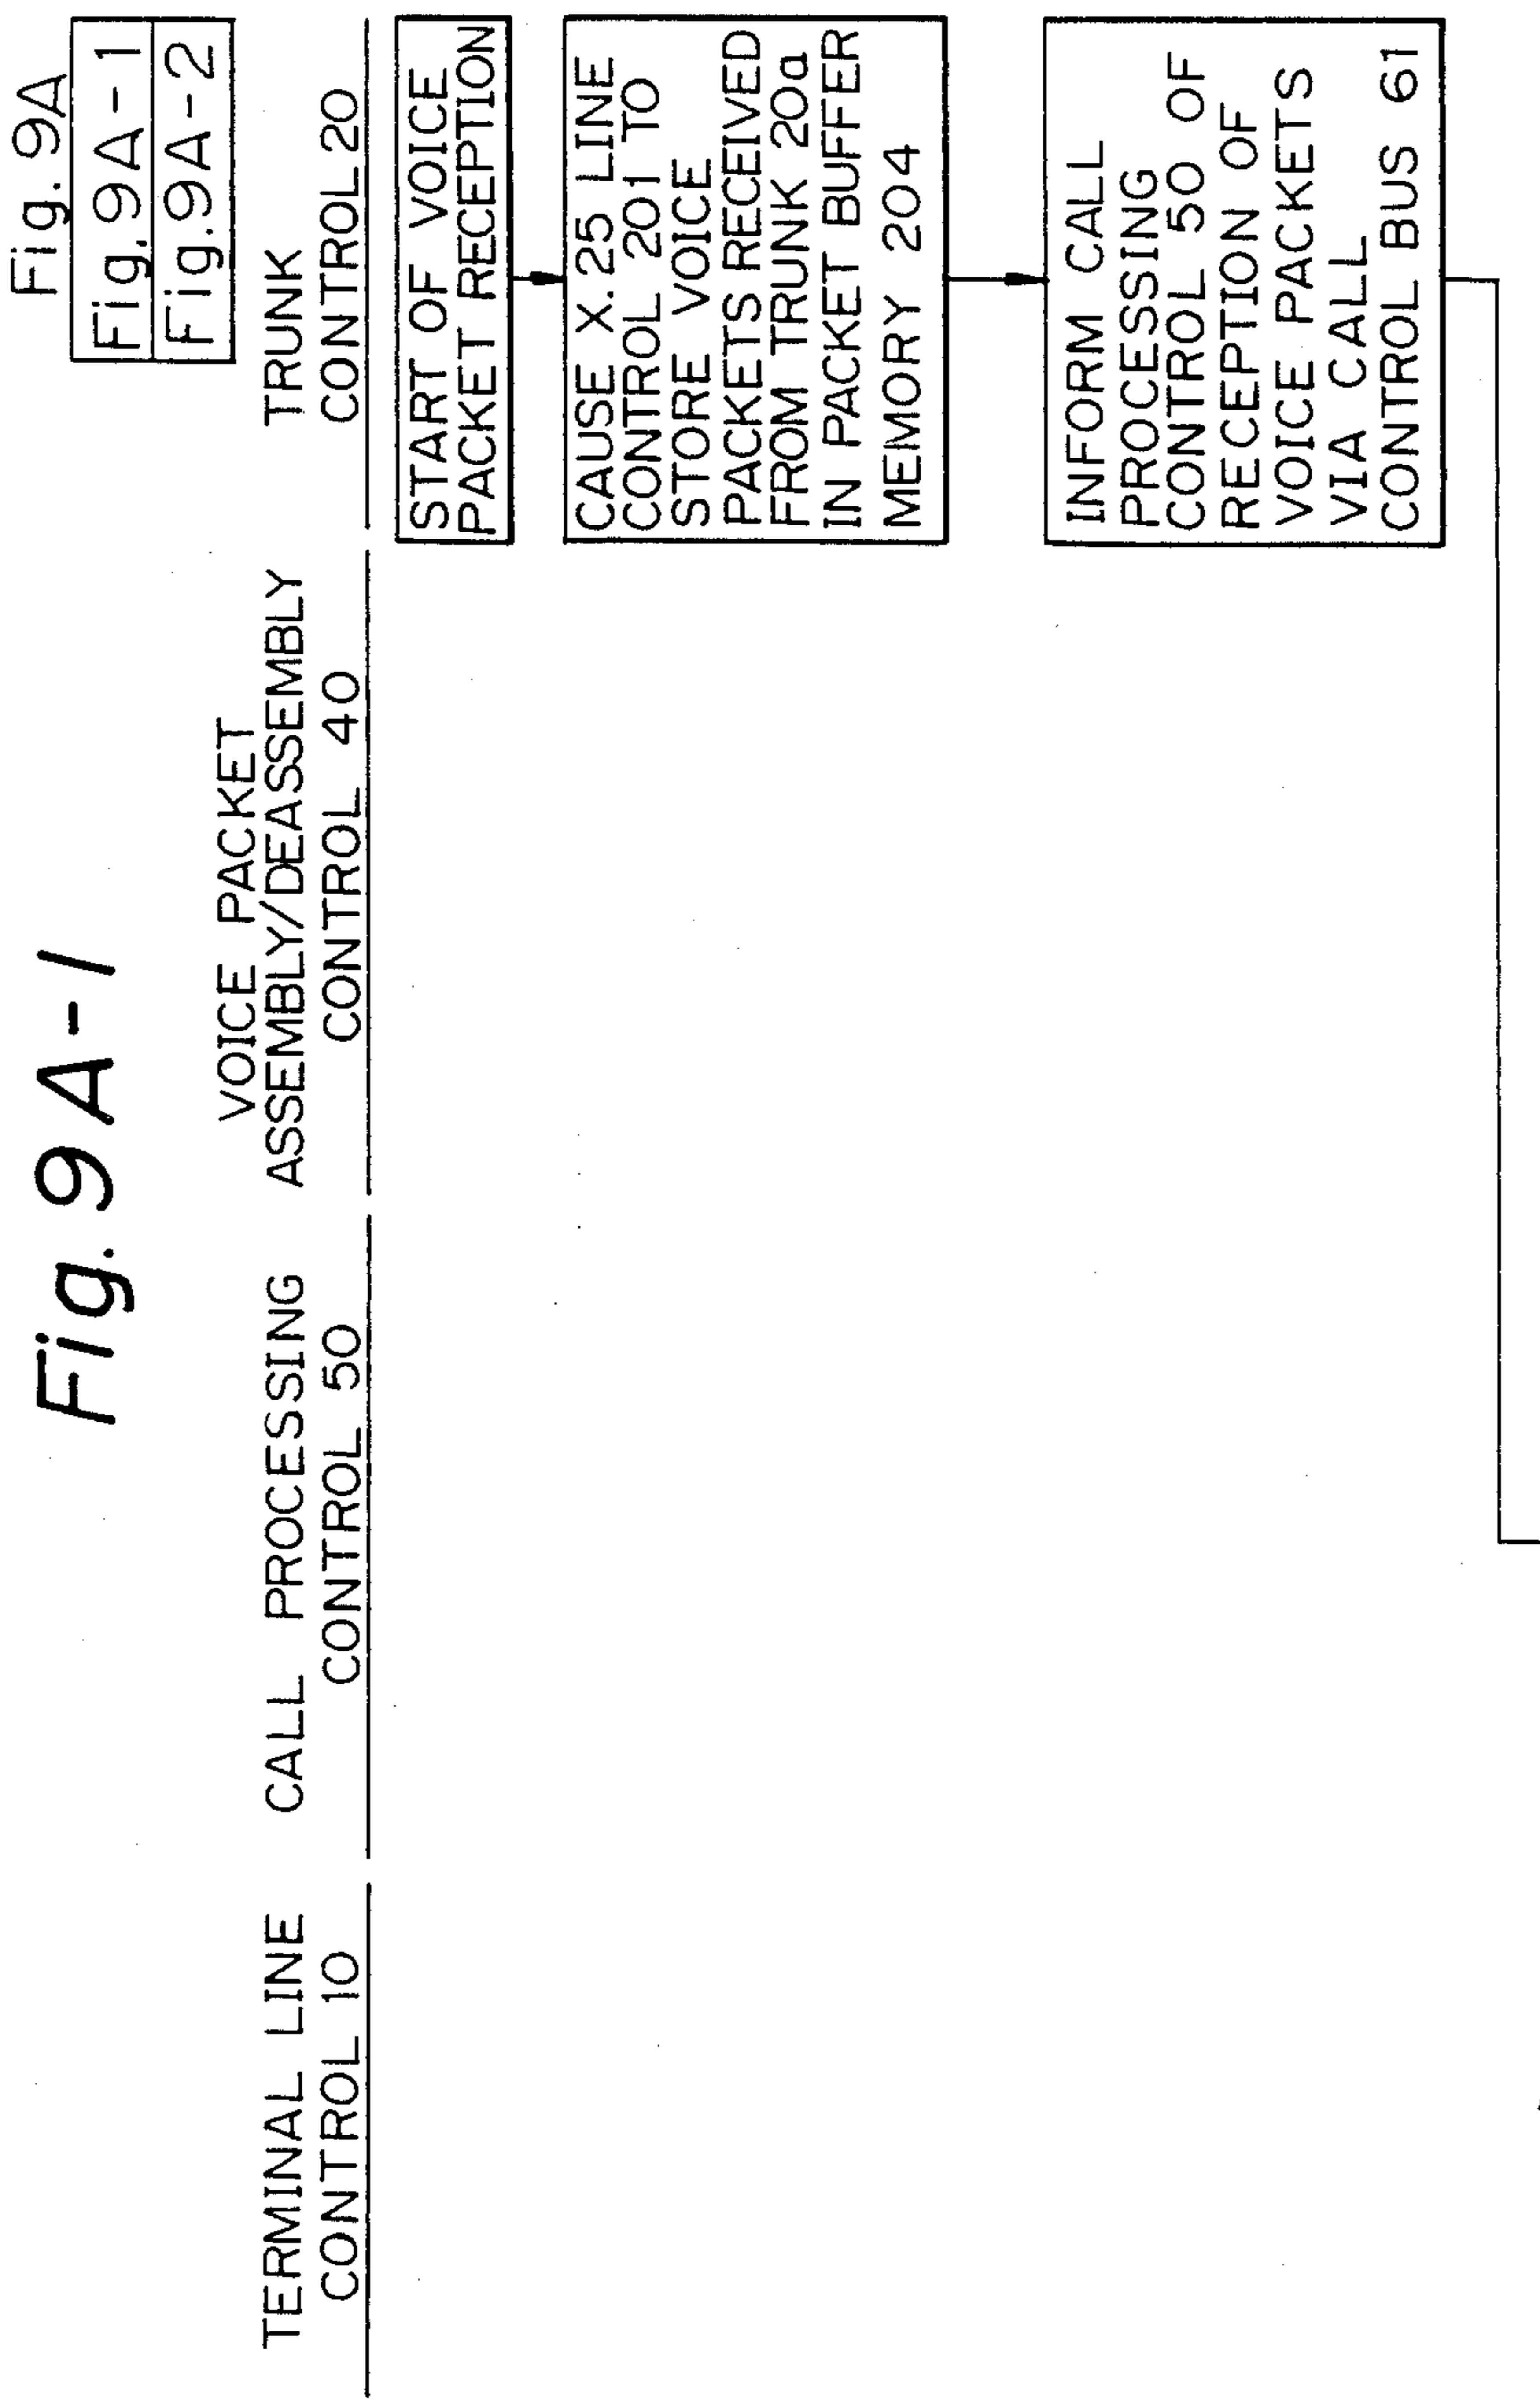 Fig. 9A-1
Fig. 9A
Fig. 9A-1
Fig. 9A-2
TERMINAL LINE
CONTROL 10
CALL PROCESSING
CONTROL 50
VOICE PACKET
ASSEMBLY/DEASSEMBLY
CONTROL 40
TRUNK
CONTROL 20
START OF VOICE
PACKET RECEPTION
CAUSE X.25 LINE
CONTROL 201 TO
STORE VOICE
PACKETS RECEIVED
FROM TRUNK 20a
IN PACKET BUFFER
MEMORY 204
INFORM CALL
PROCESSING
CONTROL 50 OF
RECEPTION OF
VOICE PACKETS
VIA CALL
CONTROL BUS 61